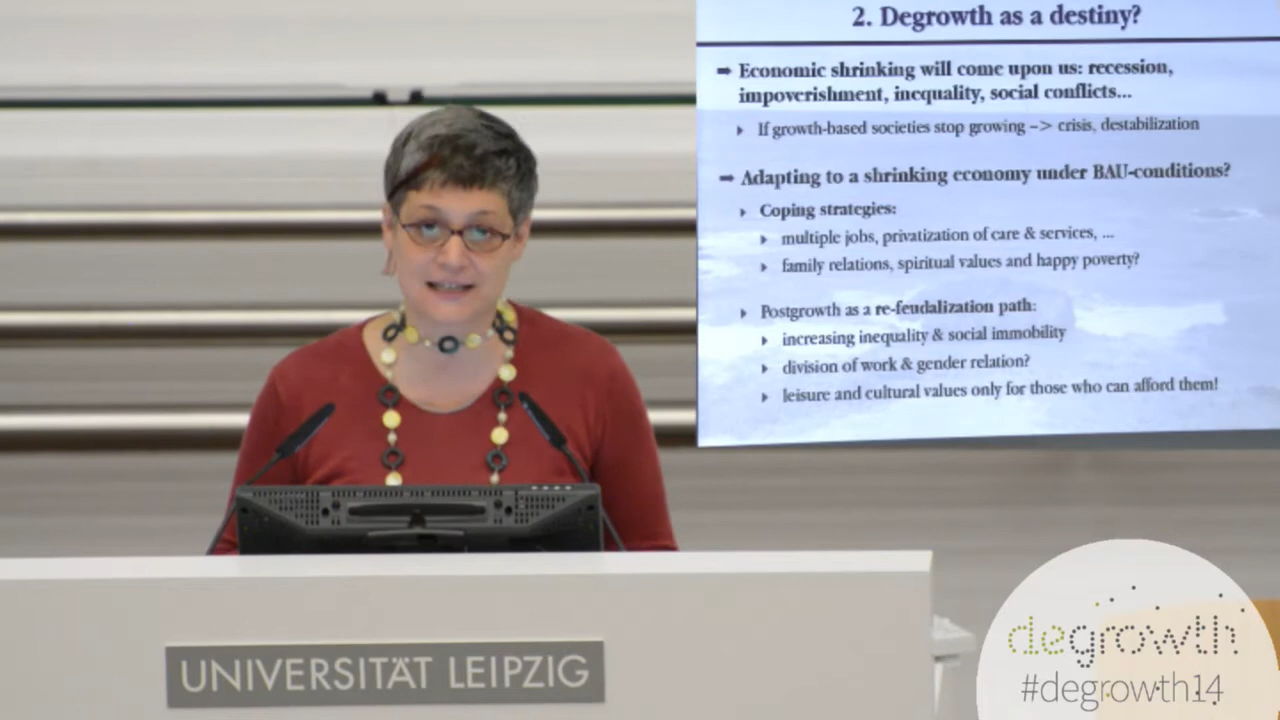 2. Degrowth as a destiny?
➡ Economic shrinking will come upon us: recession,
impoverishment, inequality, social conflicts...
▸ If growth-based societies stop growing –> crisis, destabilization
➡ Adapting to a shrinking economy under BAU-conditions?
▸ Coping strategies:
▸ multiple jobs, privatization of care & services, ...
▸ family relations, spiritual values and happy poverty?
▸ Postgrowth as a re-feudalization path:
▸ increasing inequality & social immobility
▸ division of work & gender relation?
▸ leisure and cultural values only for those who can afford them!
UNIVERSITÄT LEIPZIG
degrowth
#degrowth14